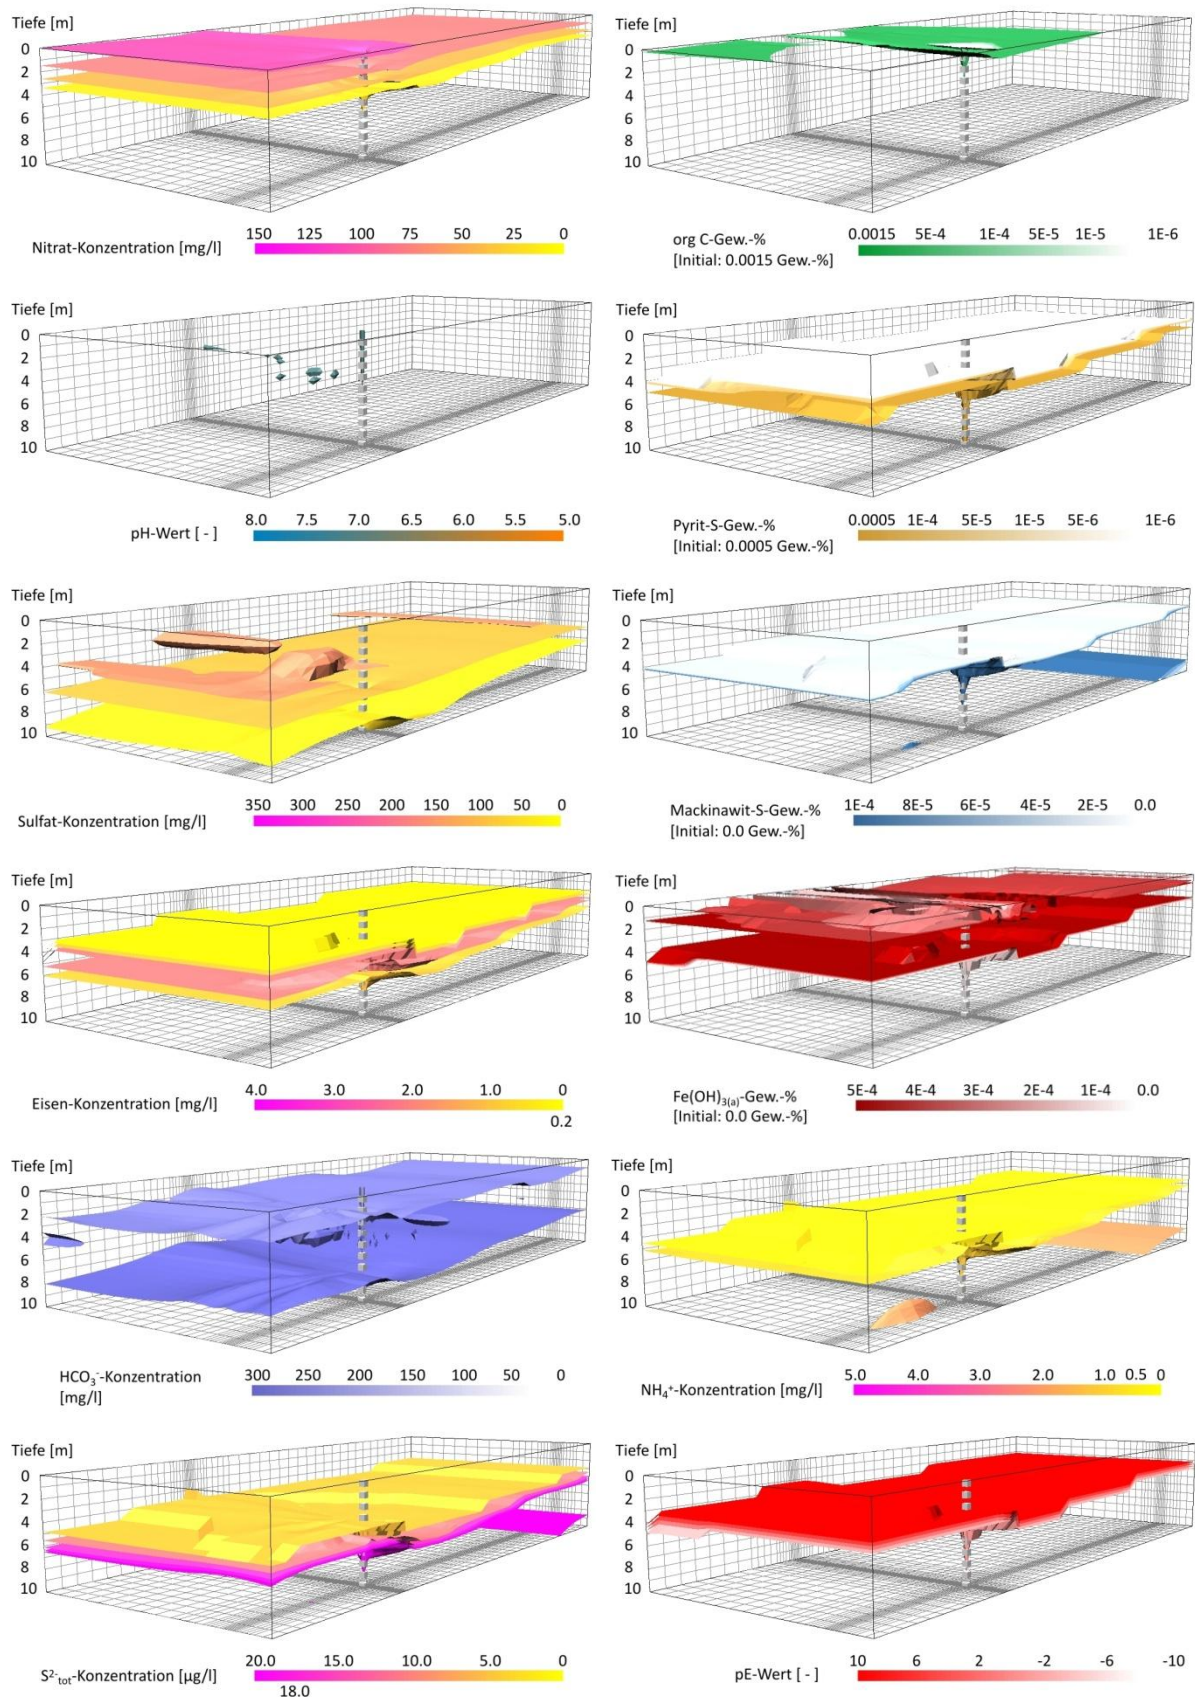 Tiefe [m]
0
2
4
6
8
10
Nitrat-Konzentration [mg/l]
150 125 100 75 50 25 0
Tiefe [m]
0
2
4
6
8
10
org C-Gew.-%
[Initial: 0.0015 Gew.-%]
0.0015 5E-4 1E-4 5E-5 1E-5 1E-6
Tiefe [m]
0
2
4
6
8
10
pH-Wert [ - ]
8.0 7.5 7.0 6.5 6.0 5.5 5.0
Tiefe [m]
0
2
4
6
8
10
Pyrit-S-Gew.-%
[Initial: 0.0005 Gew.-%]
0.0005 1E-4 5E-5 1E-5 5E-6 1E-6
Tiefe [m]
0
2
4
6
8
10
Sulfat-Konzentration [mg/l]
350 300 250 200 150 100 50 0
Tiefe [m]
0
2
4
6
8
10
Mackinawit-S-Gew.-%
[Initial: 0.0 Gew.-%]
1E-4 8E-5 6E-5 4E-5 2E-5 0.0
Tiefe [m]
0
2
4
6
8
10
Eisen-Konzentration [mg/l]
4.0 3.0 2.0 1.0 0
0.2
Tiefe [m]
0
2
4
6
8
10
Fe(OH)3(a)-Gew.-%
[Initial: 0.0 Gew.-%]
5E-4 4E-4 3E-4 2E-4 1E-4 0.0
Tiefe [m]
0
2
4
6
8
10
HCO3⁻-Konzentration
[mg/l]
300 250 200 150 100 50 0
Tiefe [m]
0
2
4
6
8
10
NH4⁺-Konzentration [mg/l]
5.0 4.0 3.0 2.0 1.0 0.5 0
Tiefe [m]
0
2
4
6
8
10
S²⁻tot-Konzentration [µg/l]
20.0 15.0 10.0 5.0 0
18.0
Tiefe [m]
0
2
4
6
8
10
pE-Wert [ - ]
10 6 2 -2 -6 -10